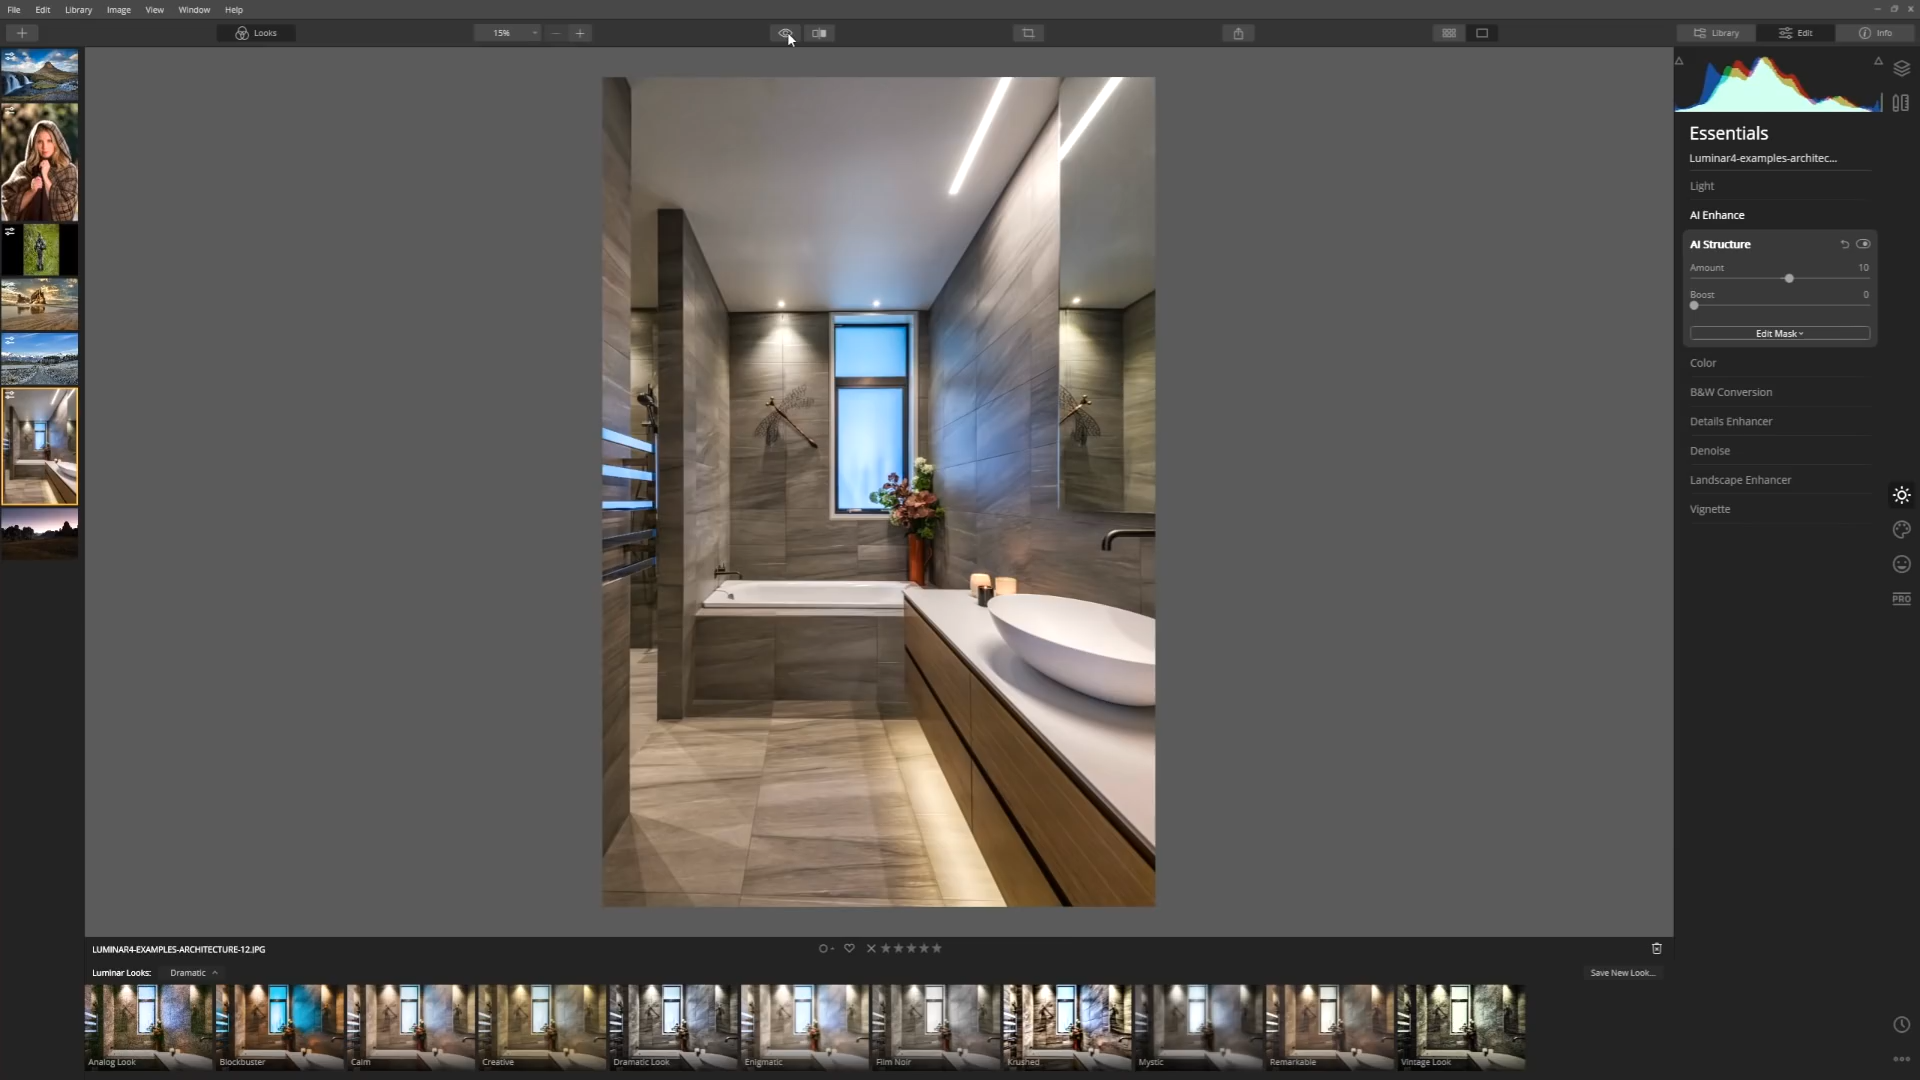 File Edit Library Image View Window Help
Looks 15% Library Edit Info
Essentials
Luminar4-examples-architec...
Light
AI Enhance
AI Structure
Amount 10
Boost 0
Edit Mask
Color
B&W Conversion
Details Enhancer
Denoise
Landscape Enhancer
Vignette
PRO
LUMINAR4-EXAMPLES-ARCHITECTURE-12.JPG
Luminar Looks: Dramatic Save New Look...
Analog Look Blockbuster Calm Creative Dramatic Look Enigmatic Film Noir Krushed Mystic Remarkable Vintage Look